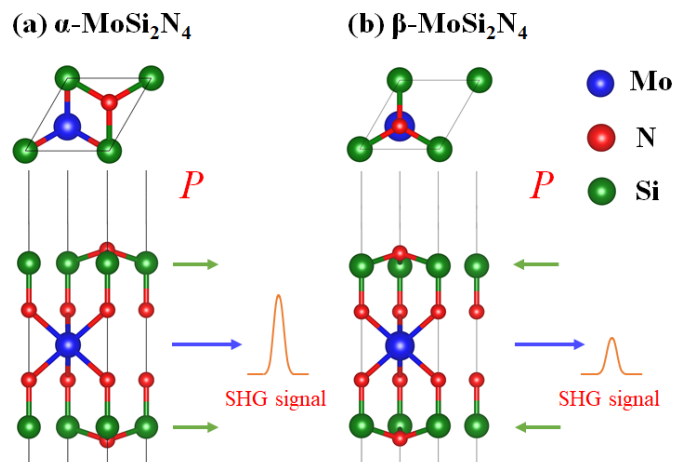 (a) α-MoSi₂N₄
(b) β-MoSi₂N₄
Mo
N
Si
P
P
SHG signal
SHG signal